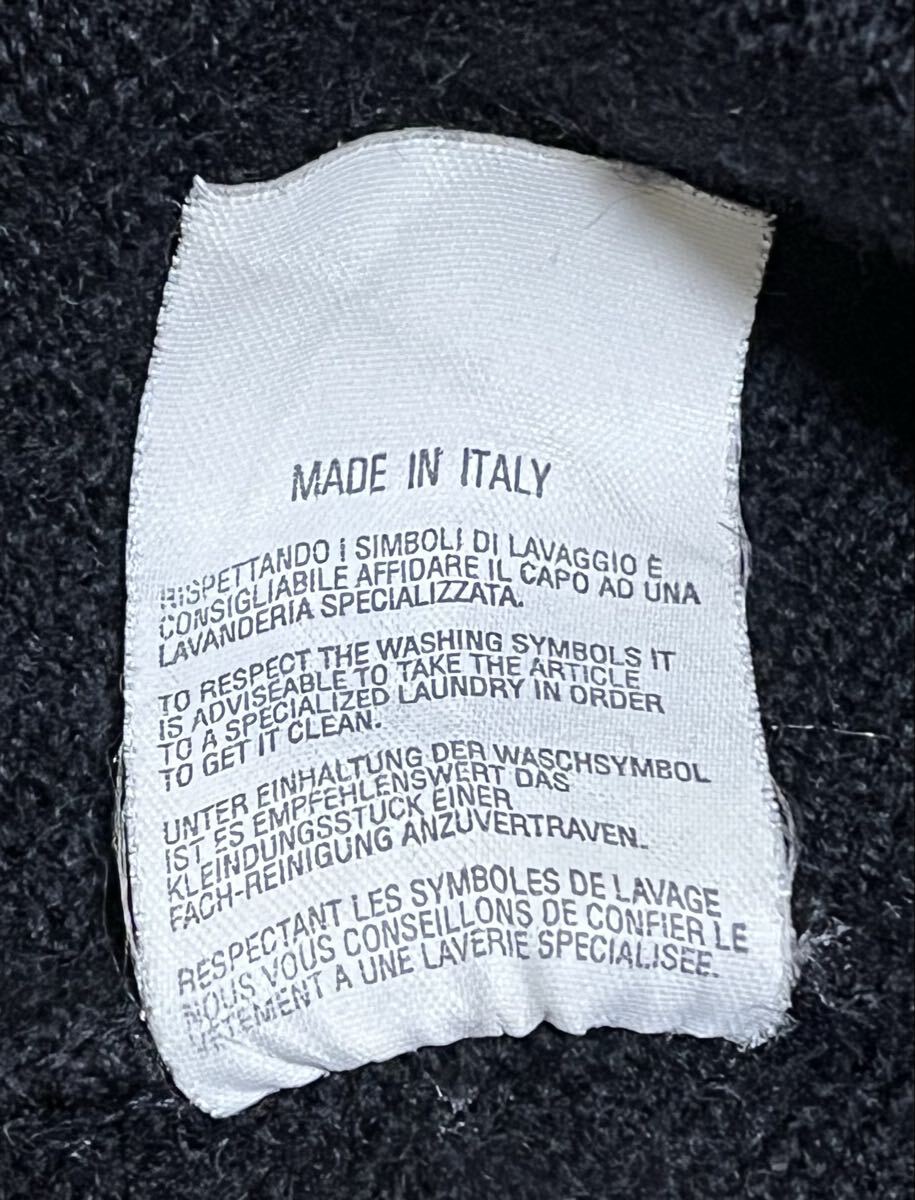 MADE IN ITALY
RISPETTANDO I SIMBOLI DI LAVAGGIO È
CONSIGLIABILE AFFIDARE IL CAPO AD UNA
LAVANDERIA SPECIALIZZATA.
TO RESPECT THE WASHING SYMBOLS IT
IS ADVISEABLE TO TAKE THE ARTICLE
TO A SPECIALIZED LAUNDRY IN ORDER
TO GET IT CLEAN.
UNTER EINHALTUNG DER WASCHSYMBOL
IST ES EMPFEHLENSWERT DAS
KLEINDUNGSSTUCK EINER
FACH-REINIGUNG ANZUVERTRAVEN.
RESPECTANT LES SYMBOLES DE LAVAGE
NOUS VOUS CONSEILLONS DE CONFIER LE
VETEMENT A UNE LAVERIE SPECIALISEE.